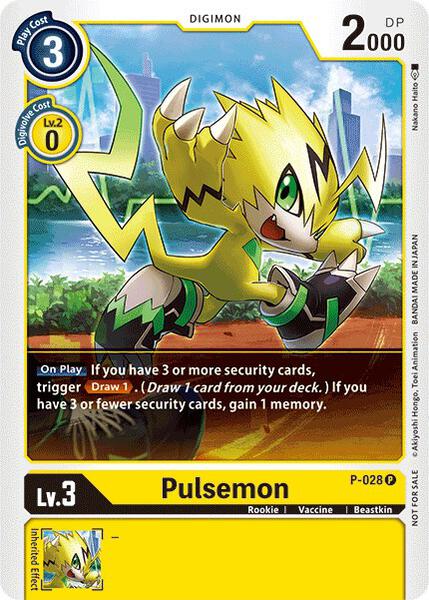 Play Cost
3
DIGIMON
2000
DP
Digivolve Cost
Lv.2
0
Nakano Haito
On Play If you have 3 or more security cards,
trigger Draw 1. (Draw 1 card from your deck.) If you
have 3 or fewer security cards, gain 1 memory.
©Akiyoshi Hongo, Toei Animation BANDAI MADE IN JAPAN
NOT FOR SALE
Lv.3
Pulsemon
P-028 P
Rookie | Vaccine | Beastkin
Inherited Effect
–